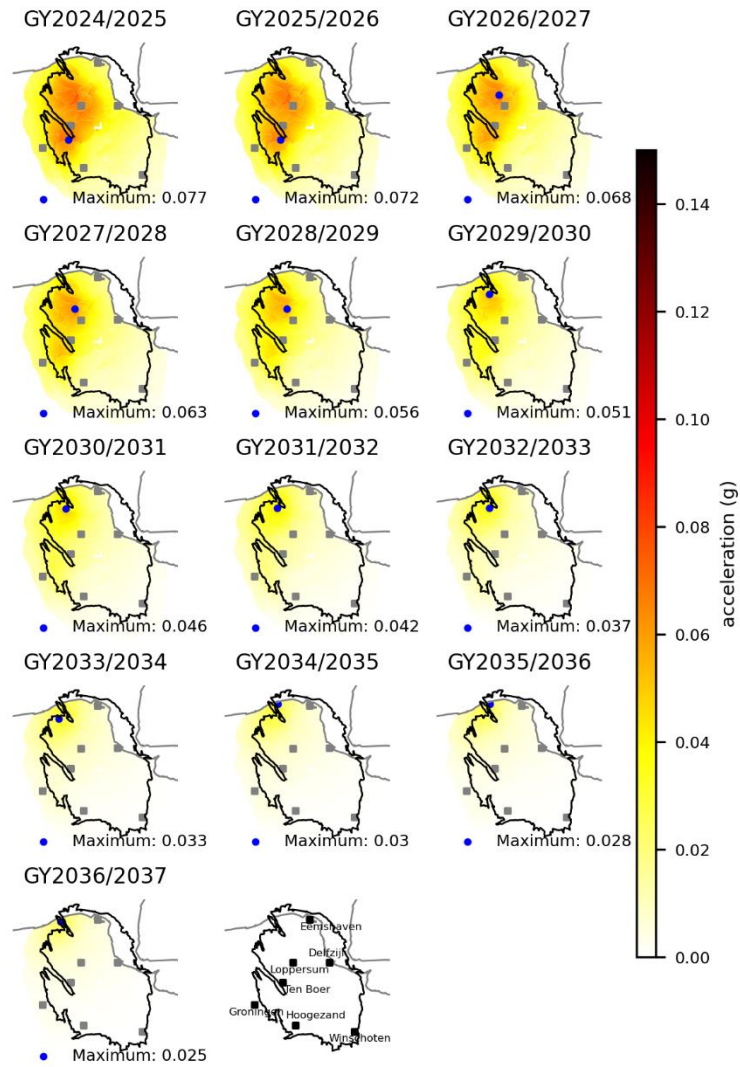 GY2024/2025
GY2025/2026
GY2026/2027
Maximum: 0.077
Maximum: 0.072
Maximum: 0.068
GY2027/2028
GY2028/2029
GY2029/2030
Maximum: 0.063
Maximum: 0.056
Maximum: 0.051
GY2030/2031
GY2031/2032
GY2032/2033
Maximum: 0.046
Maximum: 0.042
Maximum: 0.037
GY2033/2034
GY2034/2035
GY2035/2036
Maximum: 0.033
Maximum: 0.03
Maximum: 0.028
GY2036/2037
Maximum: 0.025
Eemshaven
Delfzijl
Loppersum
Ten Boer
Groningen
Hoogezand
Winschoten
0.14
0.12
0.10
0.08
0.06
0.04
0.02
0.00
acceleration (g)